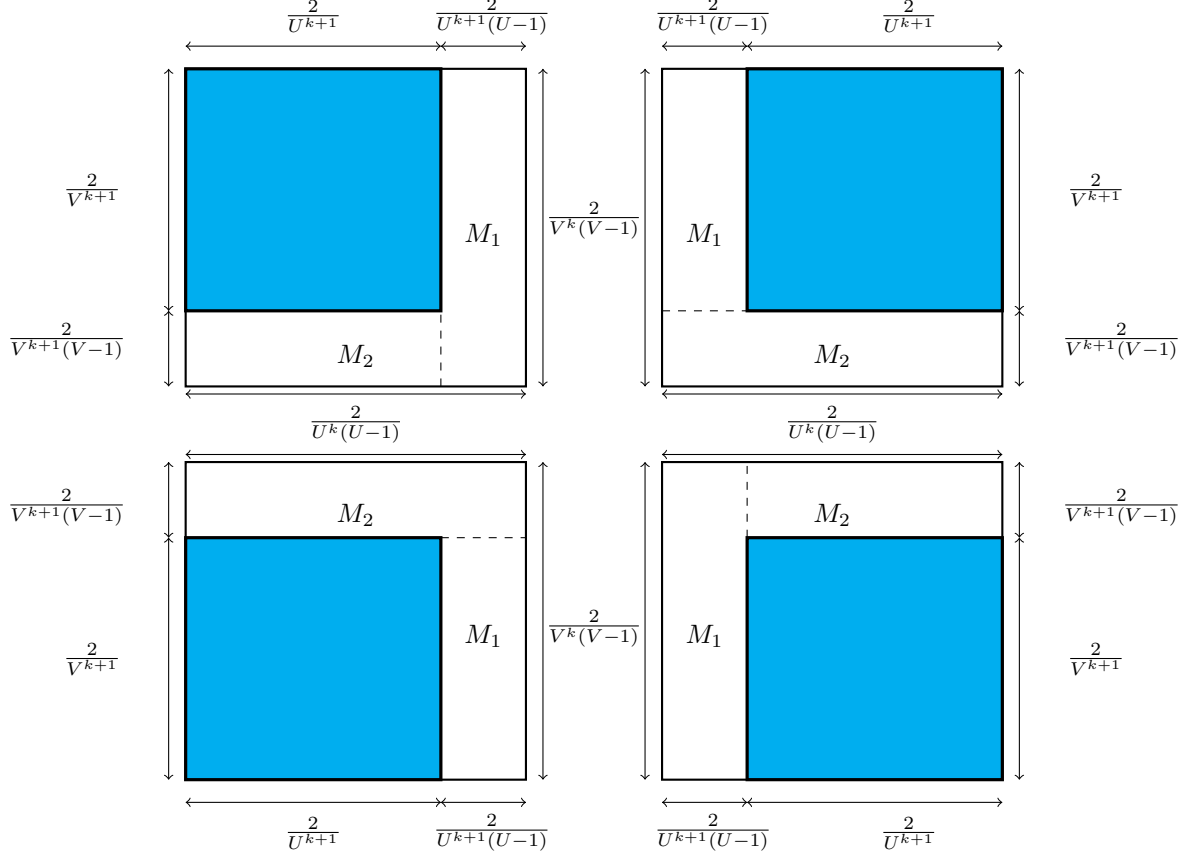 2/U^{k+1} 2/U^{k+1}(U−1) 2/U^{k+1}(U−1) 2/U^{k+1}
2/V^{k+1} M_1 2/V^k(V−1) M_1 2/V^{k+1}
2/V^{k+1}(V−1) M_2 M_2 2/V^{k+1}(V−1)
2/U^k(U−1) 2/U^k(U−1)
2/V^{k+1}(V−1) M_2 M_2 2/V^{k+1}(V−1)
2/V^{k+1} M_1 2/V^k(V−1) M_1 2/V^{k+1}
2/U^{k+1} 2/U^{k+1}(U−1) 2/U^{k+1}(U−1) 2/U^{k+1}